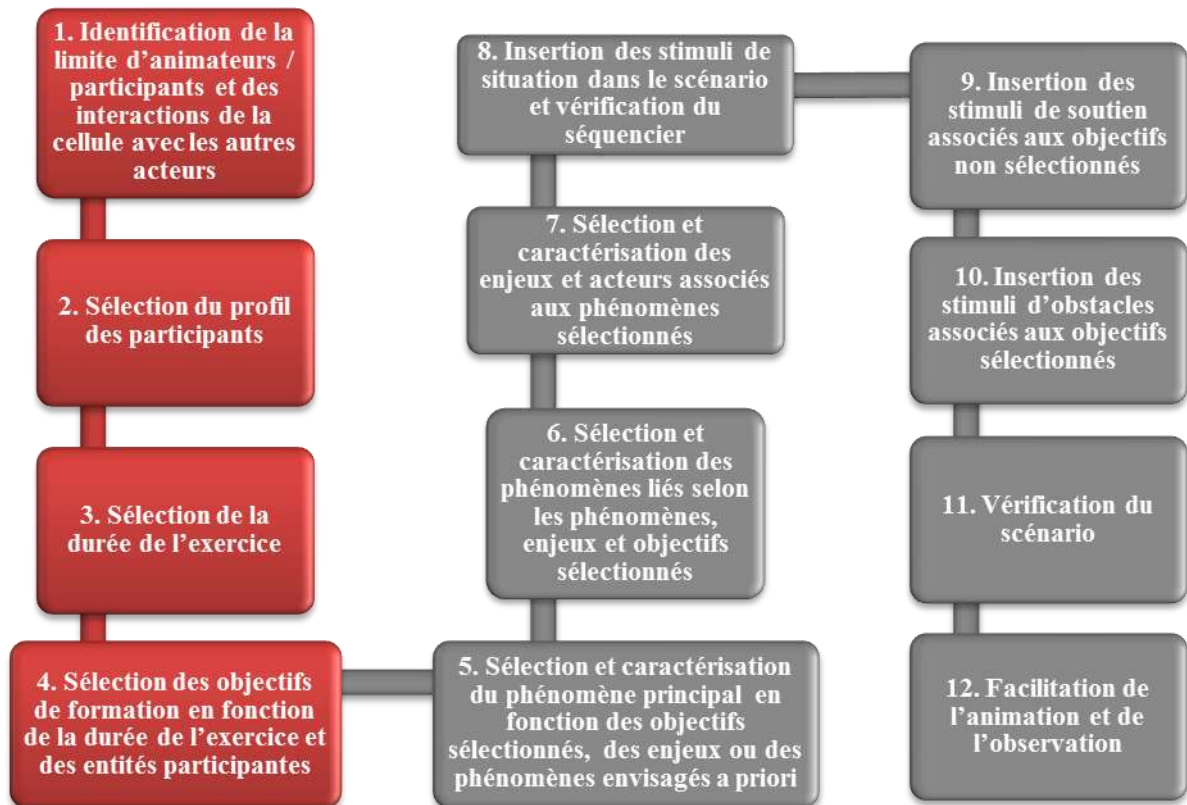 1. Identification de la
limite d’animateurs /
participants et des
interactions de la
cellule avec les autres
acteurs
2. Sélection du profil
des participants
3. Sélection de la
durée de l’exercice
4. Sélection des objectifs
de formation en fonction
de la durée de l’exercice et
des entités participantes
5. Sélection et caractérisation
du phénomène principal en
fonction des objectifs
sélectionnés, des enjeux ou des
phénomènes envisagés a priori
6. Sélection et
caractérisation des
phénomènes liés selon
les phénomènes,
enjeux et objectifs
sélectionnés
7. Sélection et
caractérisation des
enjeux et acteurs associés
aux phénomènes
sélectionnés
8. Insertion des stimuli de
situation dans le scénario
et vérification du
séquencier
9. Insertion des
stimuli de soutien
associés aux objectifs
non sélectionnés
10. Insertion des
stimuli d’obstacles
associés aux objectifs
sélectionnés
11. Vérification du
scénario
12. Facilitation de
l’animation et de
l’observation